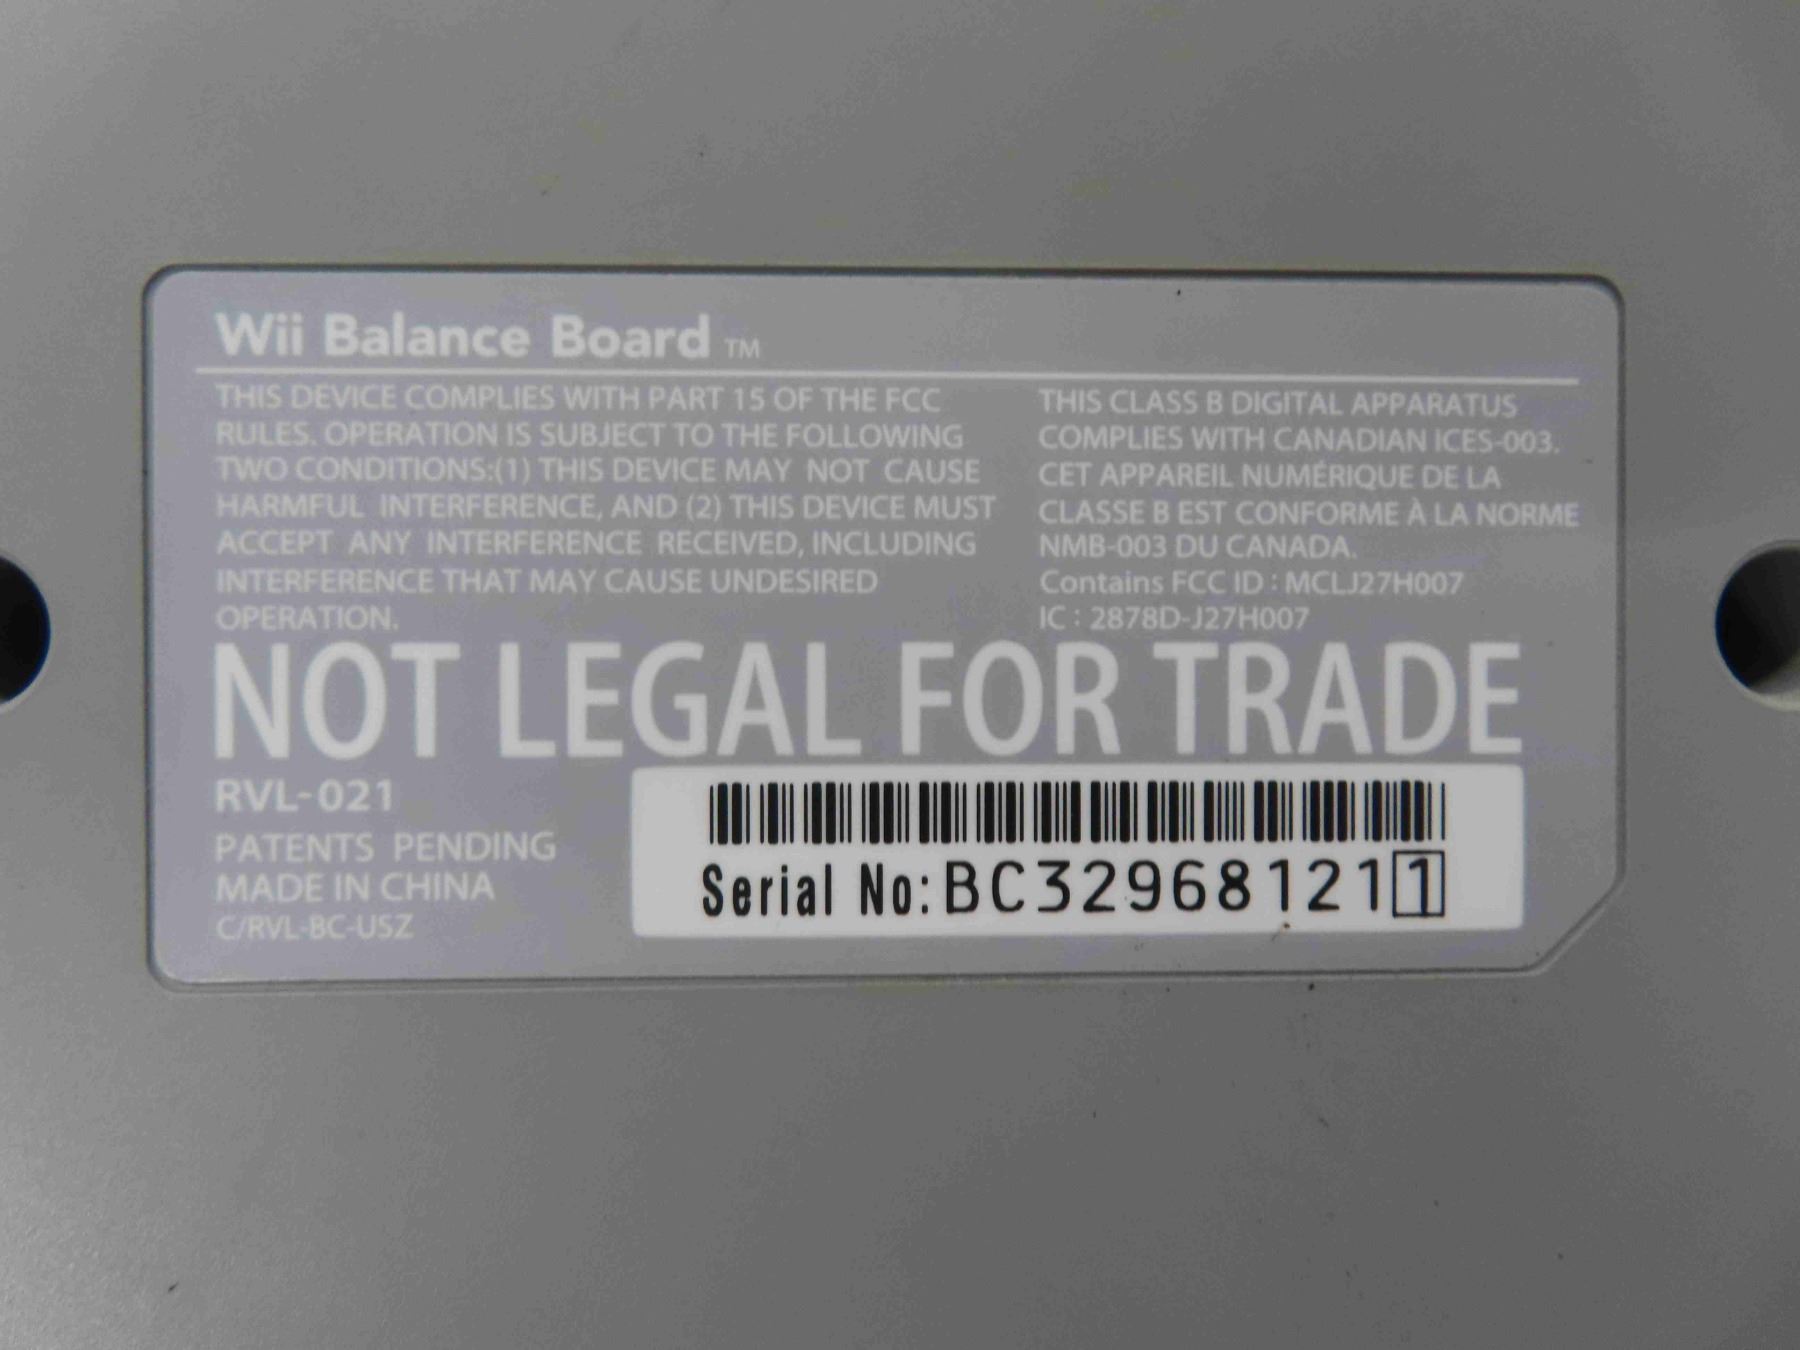 Wii Balance Board ™
THIS DEVICE COMPLIES WITH PART 15 OF THE FCC
RULES. OPERATION IS SUBJECT TO THE FOLLOWING
TWO CONDITIONS:(1) THIS DEVICE MAY NOT CAUSE
HARMFUL INTERFERENCE, AND (2) THIS DEVICE MUST
ACCEPT ANY INTERFERENCE RECEIVED, INCLUDING
INTERFERENCE THAT MAY CAUSE UNDESIRED
OPERATION.
THIS CLASS B DIGITAL APPARATUS
COMPLIES WITH CANADIAN ICES-003.
CET APPAREIL NUMÉRIQUE DE LA
CLASSE B EST CONFORME À LA NORME
NMB-003 DU CANADA.
Contains FCC ID : MCLJ27H007
IC : 2878D-J27H007
NOT LEGAL FOR TRADE
RVL-021
PATENTS PENDING
MADE IN CHINA
C/RVL-BC-USZ
Serial No:BC329681211